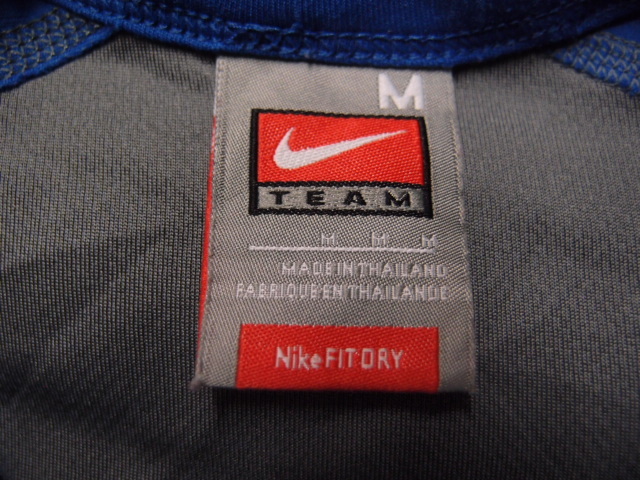 M
TEAM
M M M
MADE IN THAILAND
FABRIQUE EN THAILANDE
Nike FIT DRY